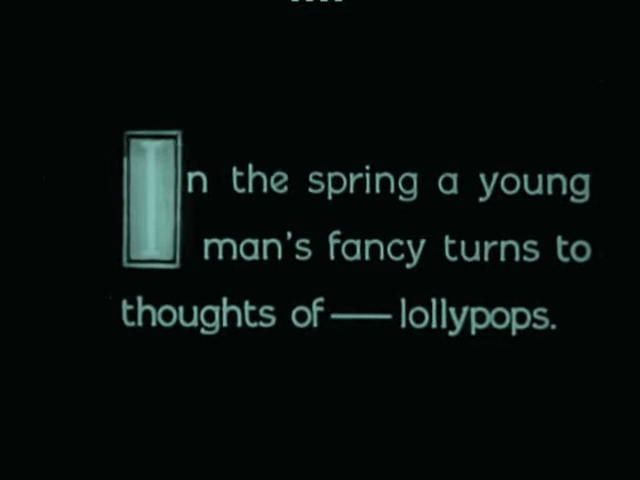 In the spring a young
man's fancy turns to
thoughts of — lollypops.